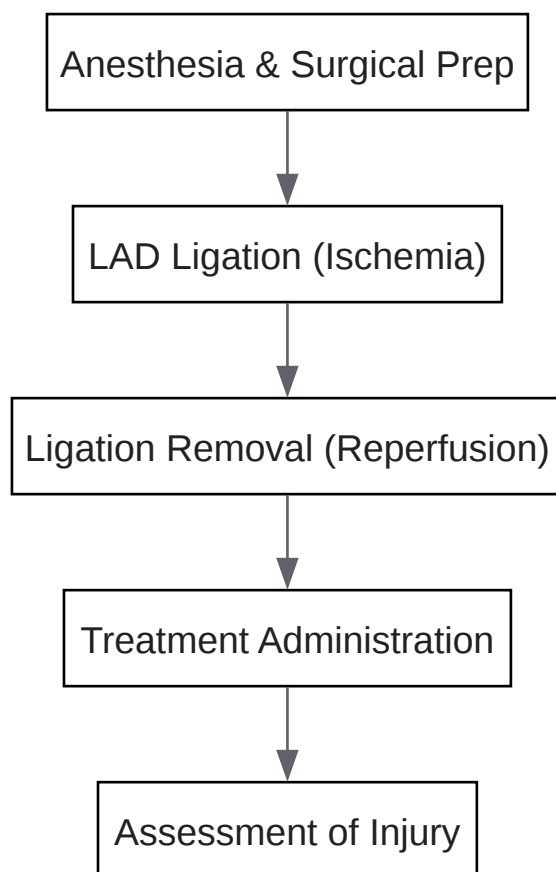 Anesthesia & Surgical Prep
LAD Ligation (Ischemia)
Ligation Removal (Reperfusion)
Treatment Administration
Assessment of Injury